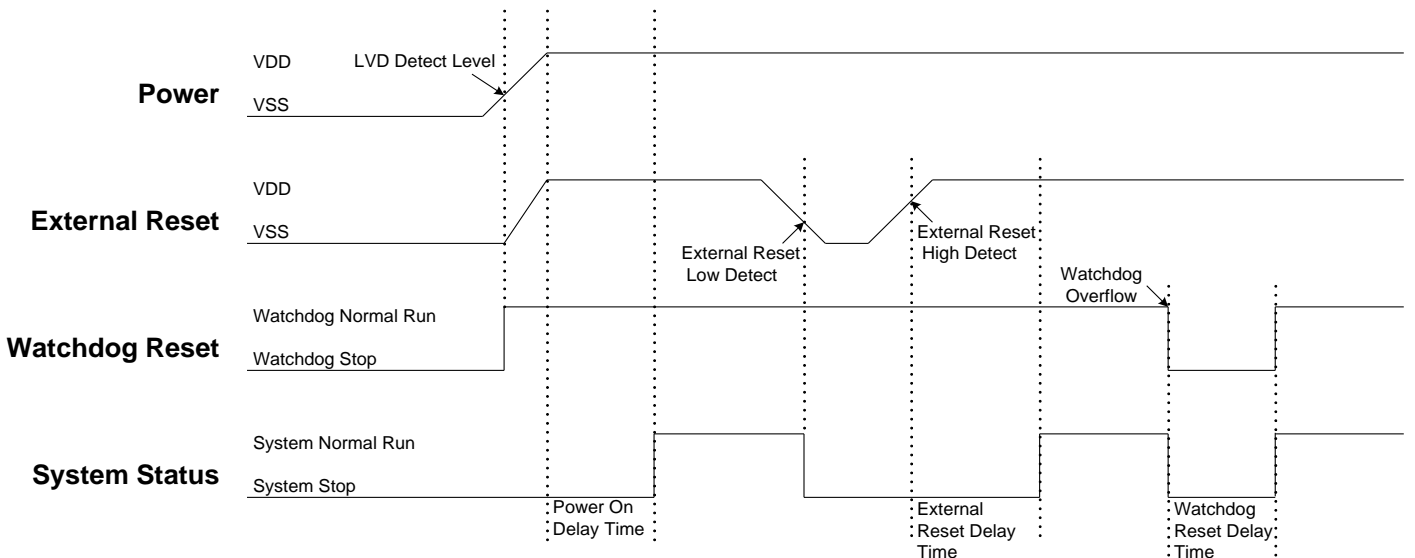 VDD
LVD Detect Level
Power
VSS
VDD
External Reset
VSS
External Reset
Low Detect
External Reset
High Detect
Watchdog
Overflow
Watchdog Normal Run
Watchdog Reset
Watchdog Stop
System Normal Run
System Status
System Stop
Power On
Delay Time
External
Reset Delay
Time
Watchdog
Reset Delay
Time